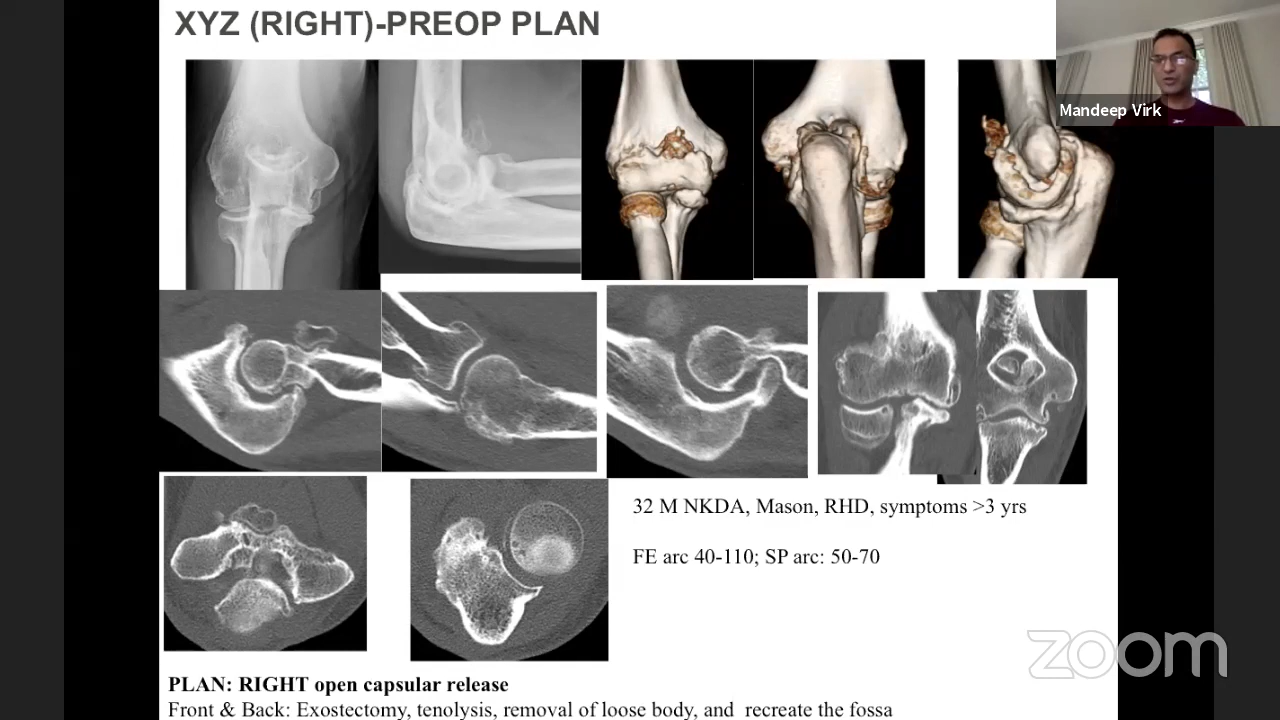 XYZ (RIGHT)-PREOP PLAN
Mandeep Virk
32 M NKDA, Mason, RHD, symptoms >3 yrs
FE arc 40-110; SP arc: 50-70
zoom
PLAN: RIGHT open capsular release
Front & Back: Exostectomy, tenolysis, removal of loose body, and recreate the fossa